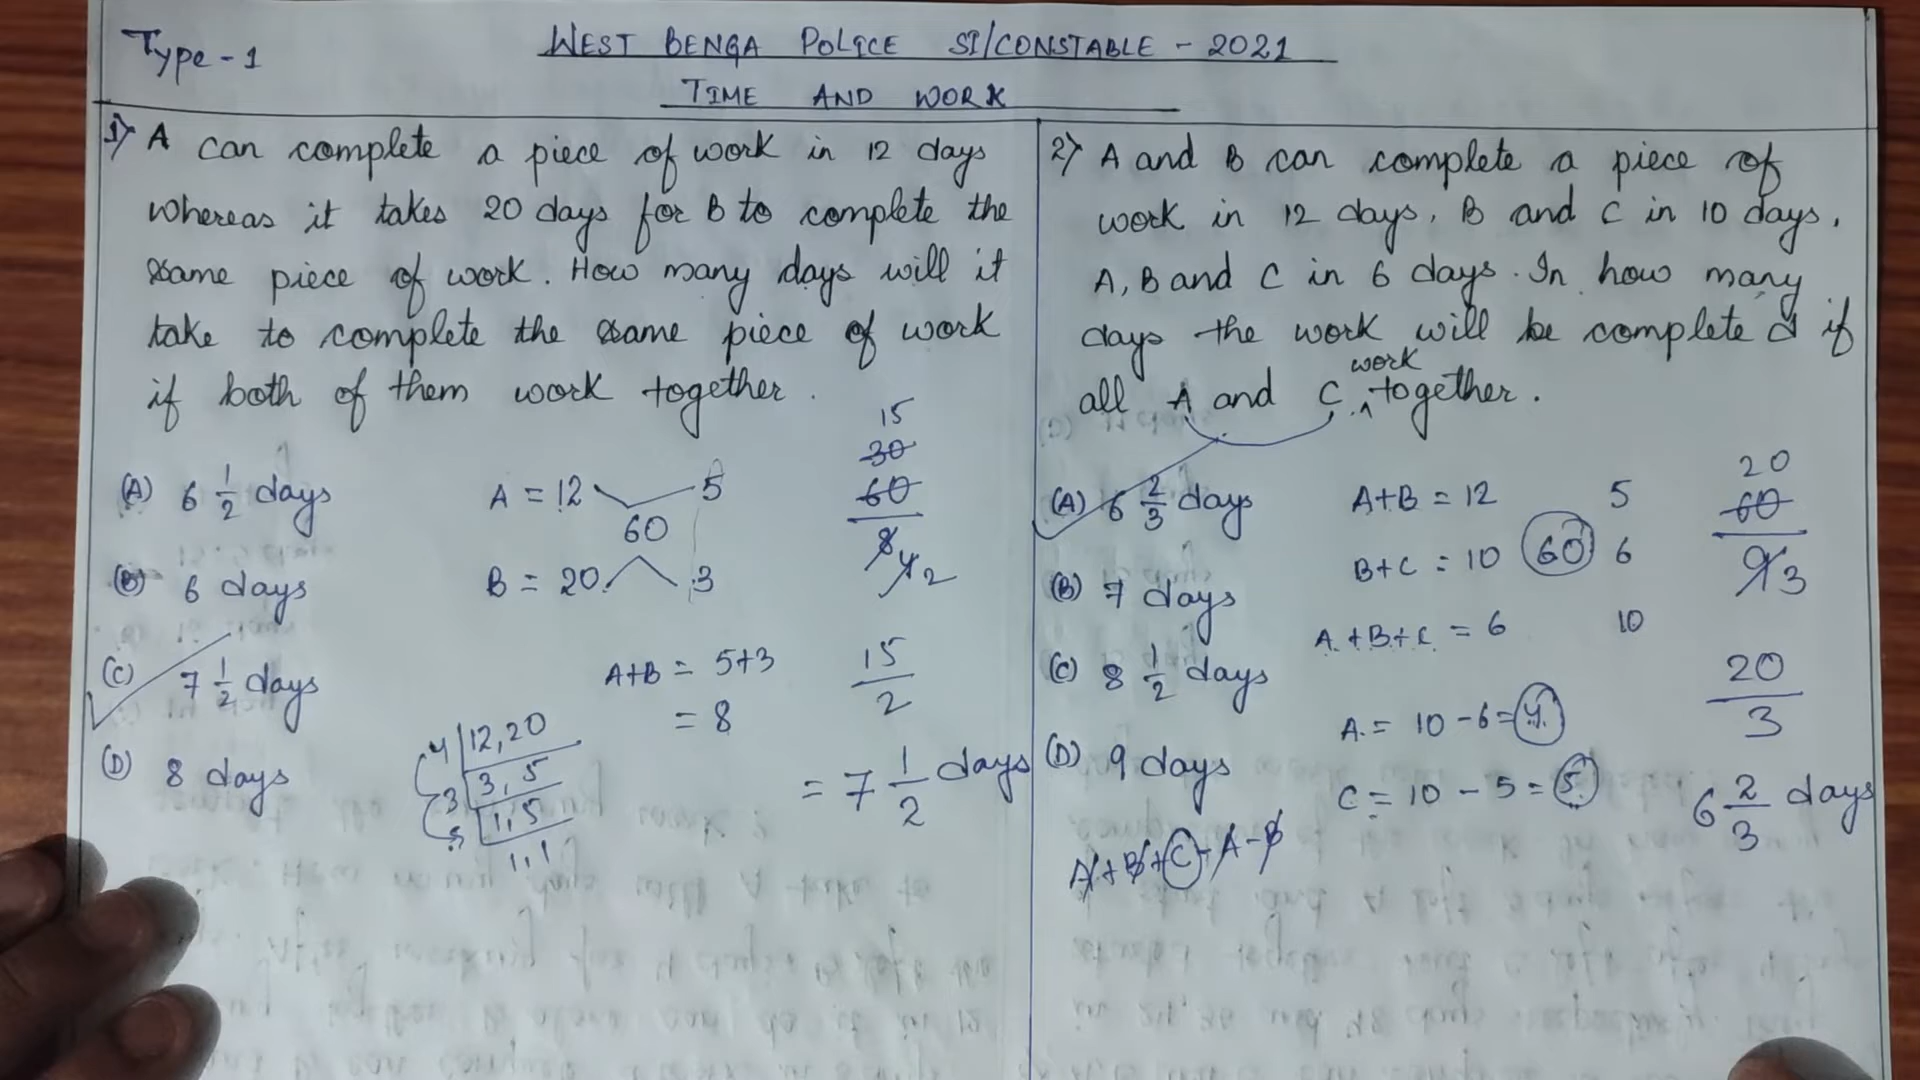 Type - 1
WEST BENGA POLICE SI/CONSTABLE - 2021
TIME AND WORK
1) A can complete a piece of work in 12 days
whereas it takes 20 days for B to complete the
same piece of work. How many days will it
take to complete the same piece of work
if both of them work together.
(A) 6 1/2 days
(B) 6 days
(C) 7 1/2 days
(D) 8 days
A = 12 5
60
B = 20 3
A+B = 5+3
= 8
4 12, 20
3 3, 5
5 1, 5
1, 1
15
30
60
8 4 2
15
2
= 7 1/2 days
2) A and B can complete a piece of
work in 12 days, B and C in 10 days,
A, B and C in 6 days. In how many
days the work will be completed if
work
all A and C together.
(A) 6 2/3 days
(B) 7 days
(C) 8 1/2 days
(D) 9 days
A+B = 12 5
B+C = 10 60 6
A+B+C = 6 10
A = 10 - 6 = 4
C = 10 - 5 = 5
A+B+C-A-B
20
60
9 3
20
3
6 2/3 days